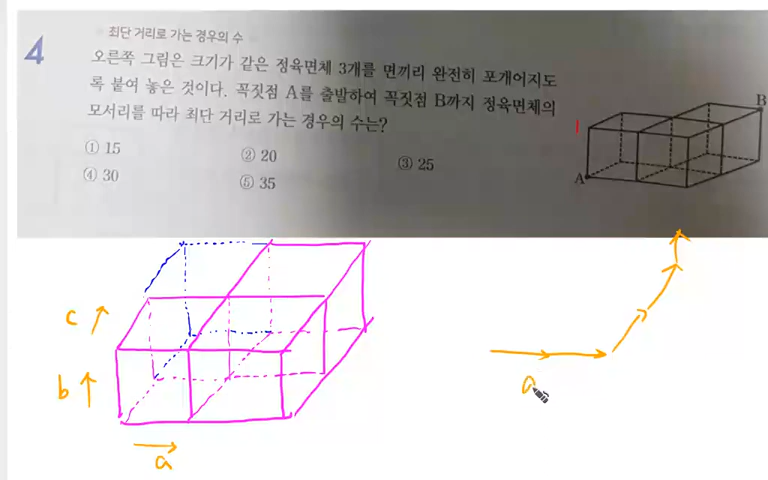 최단 거리로 가는 경우의 수
4
오른쪽 그림은 크기가 같은 정육면체 3개를 면끼리 완전히 포개어지도
록 붙여 놓은 것이다. 꼭짓점 A를 출발하여 꼭짓점 B까지 정육면체의
모서리를 따라 최단 거리로 가는 경우의 수는?
① 15
② 20
③ 25
④ 30
⑤ 35
A
B
c
b
a
a